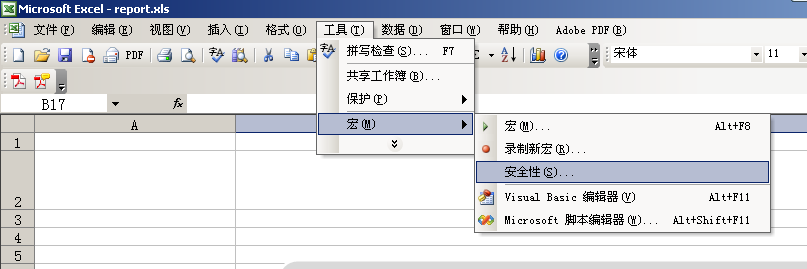 Microsoft Excel - report.xls
文件(F) 编辑(E) 视图(V) 插入(I) 格式(O) 工具(T) 数据(D) 窗口(W) 帮助(H) Adobe PDF(B)
PDF 宋体 11
拼写检查(S)... F7
共享工作簿(B)...
保护(P)
宏(M)
B17 fx
A
宏(M)... Alt+F8
录制新宏(R)...
安全性(S)...
Visual Basic 编辑器(V) Alt+F11
Microsoft 脚本编辑器(W)... Alt+Shift+F11
1
2
3
4
5